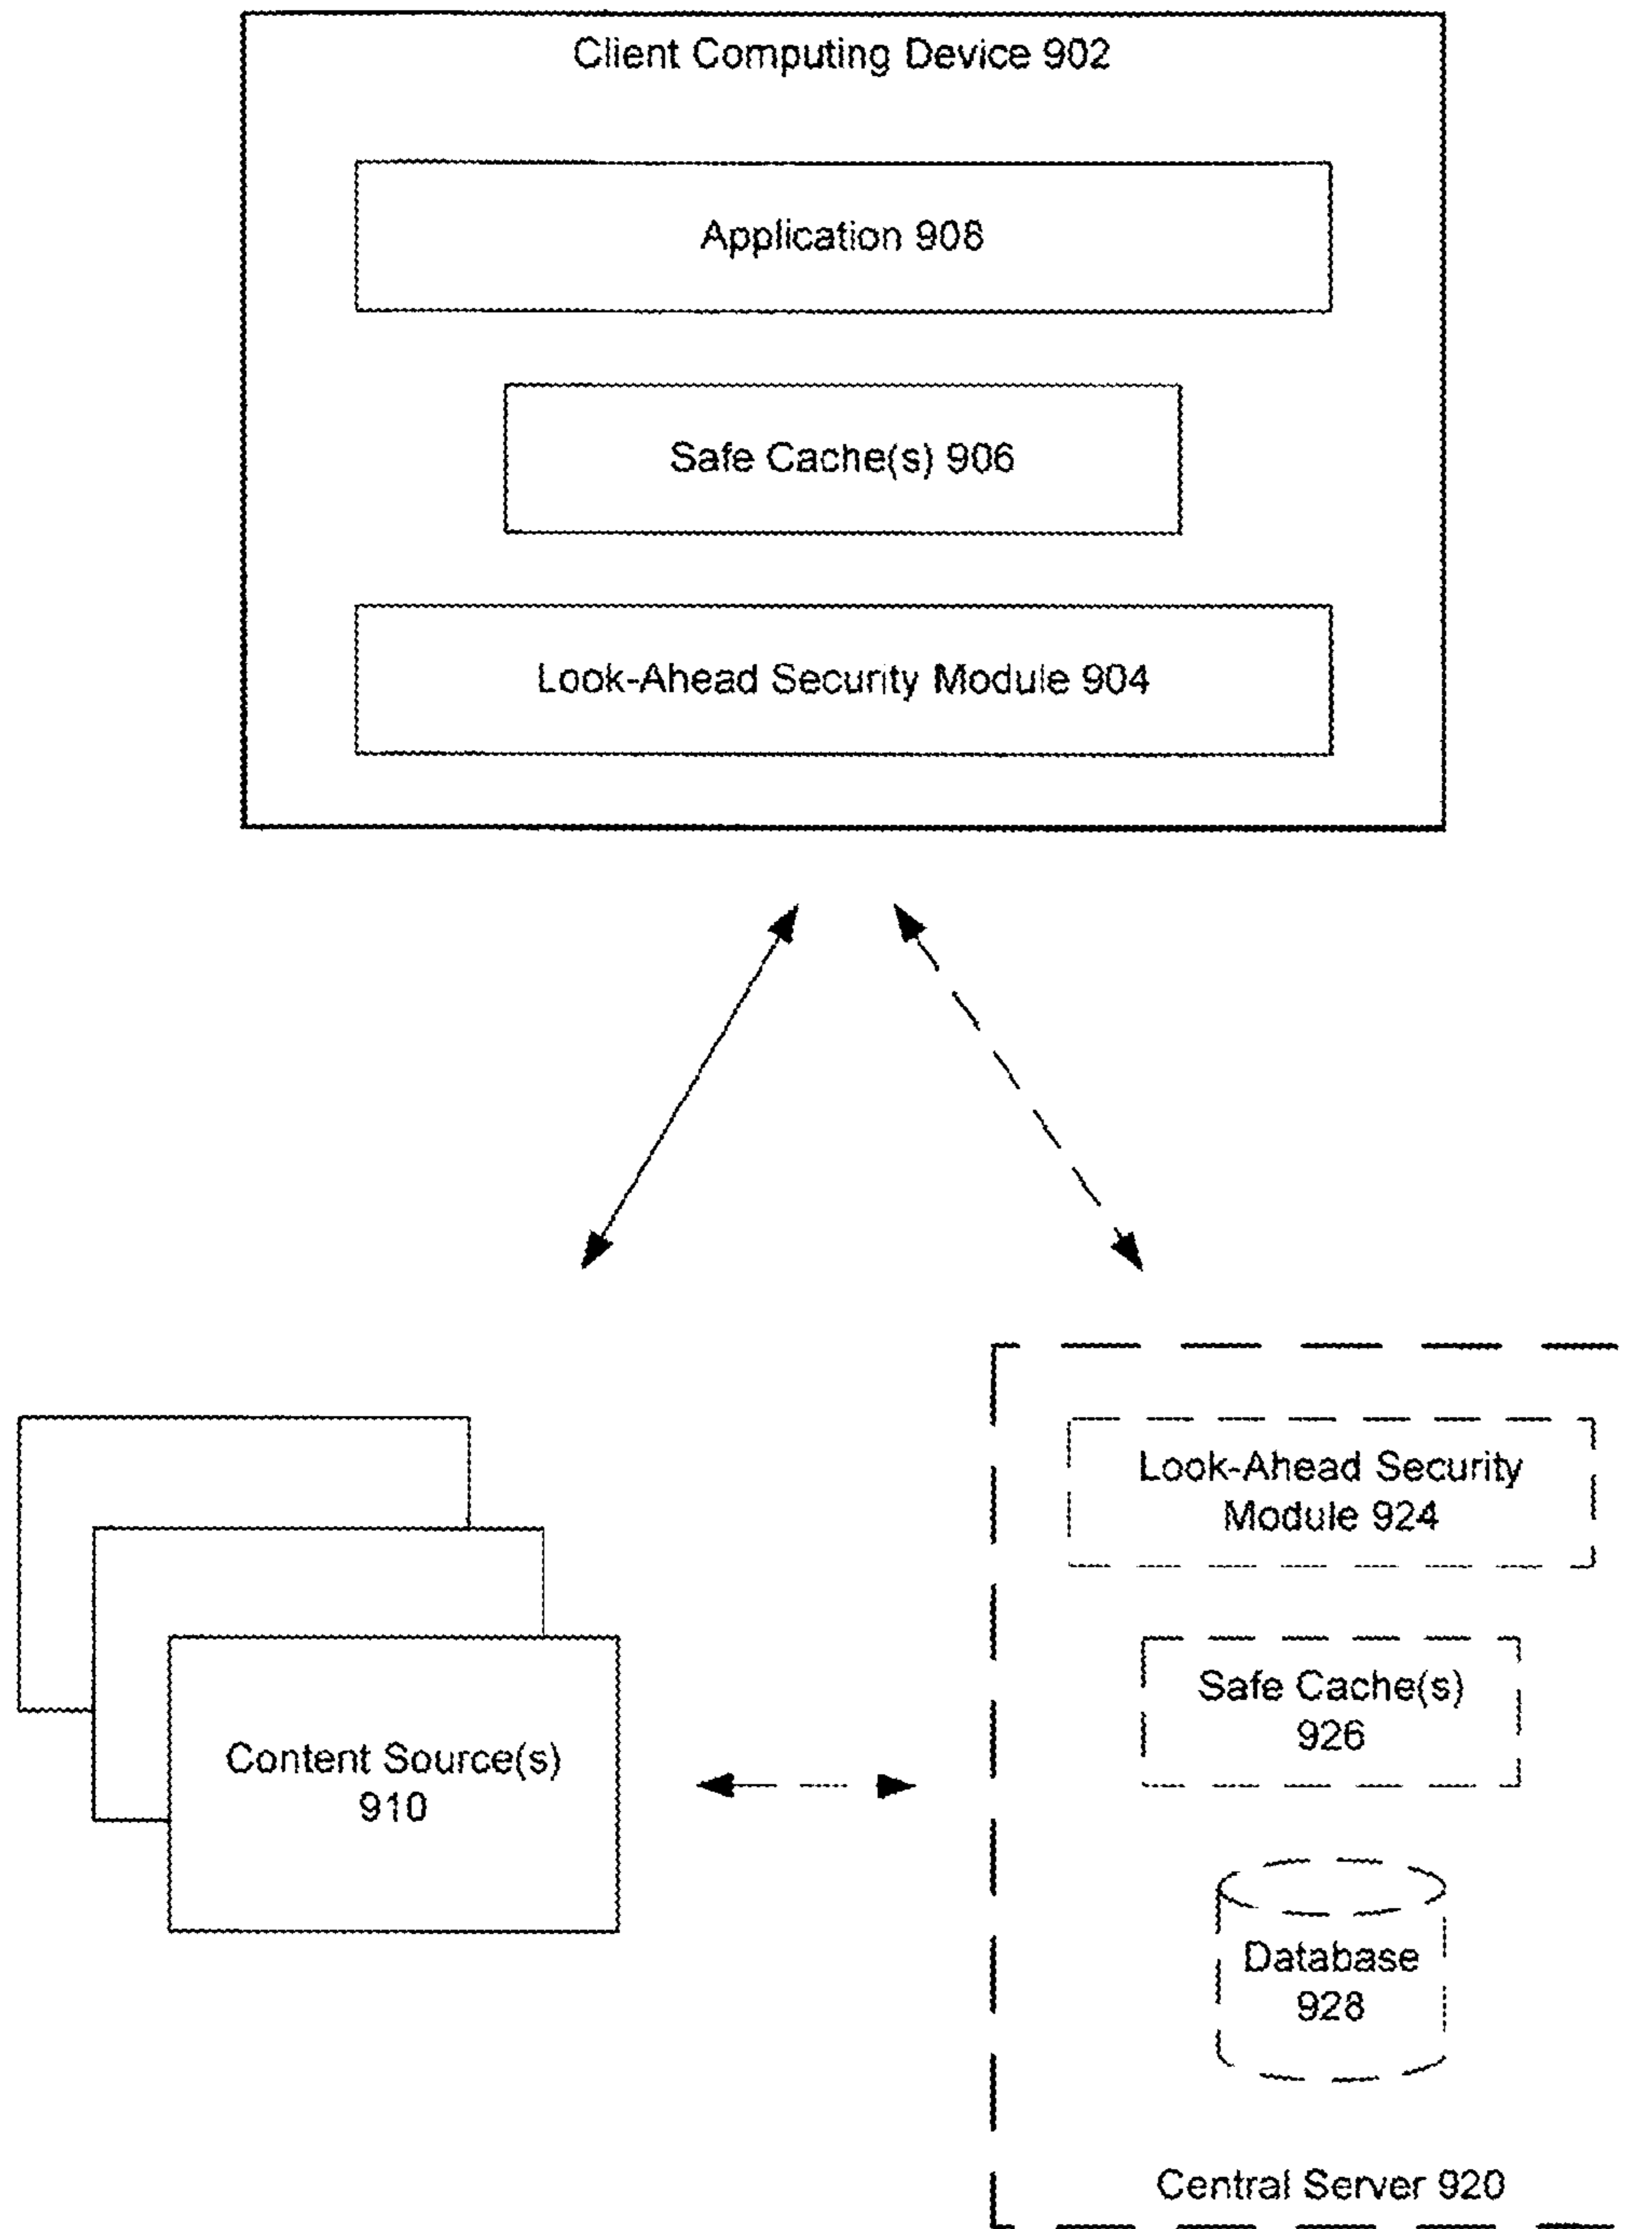 Client Computing Device 902
Application 908
Safe Cache(s) 906
Look-Ahead Security Module 904
Look-Ahead Security
Module 924
Safe Cache(s)
926
Content Source(s)
910
Database
928
Central Server 920